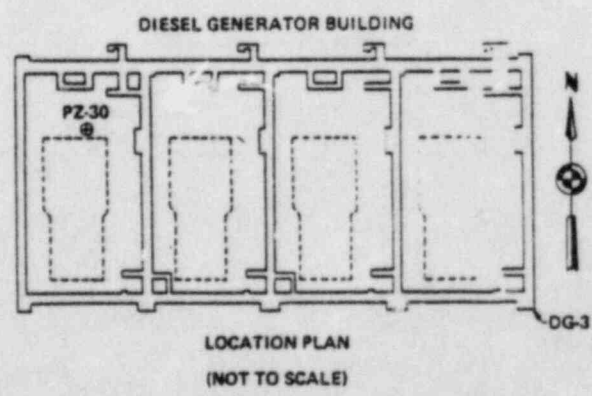 DIESEL GENERATOR BUILDING
N
PZ-30
DG-3
LOCATION PLAN
(NOT TO SCALE)